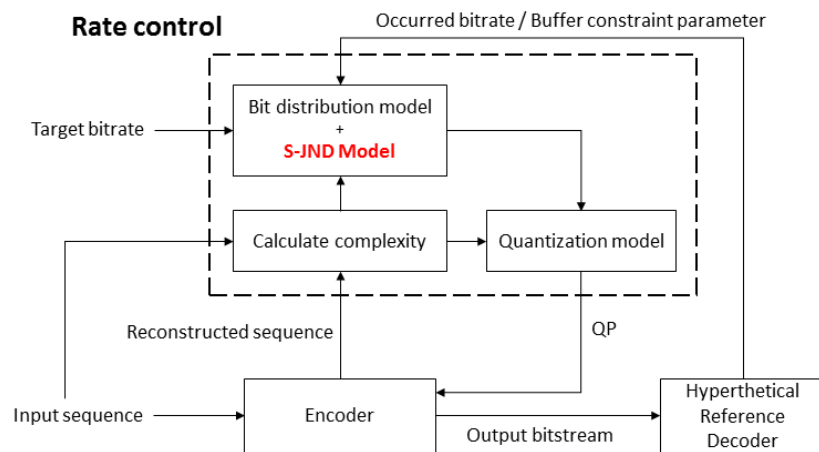 Rate control
Occurred bitrate / Buffer constraint parameter
Bit distribution model
+
S-JND Model
Target bitrate
Calculate complexity
Quantization model
Reconstructed sequence
QP
Input sequence
Encoder
Output bitstream
Hyperthetical
Reference
Decoder